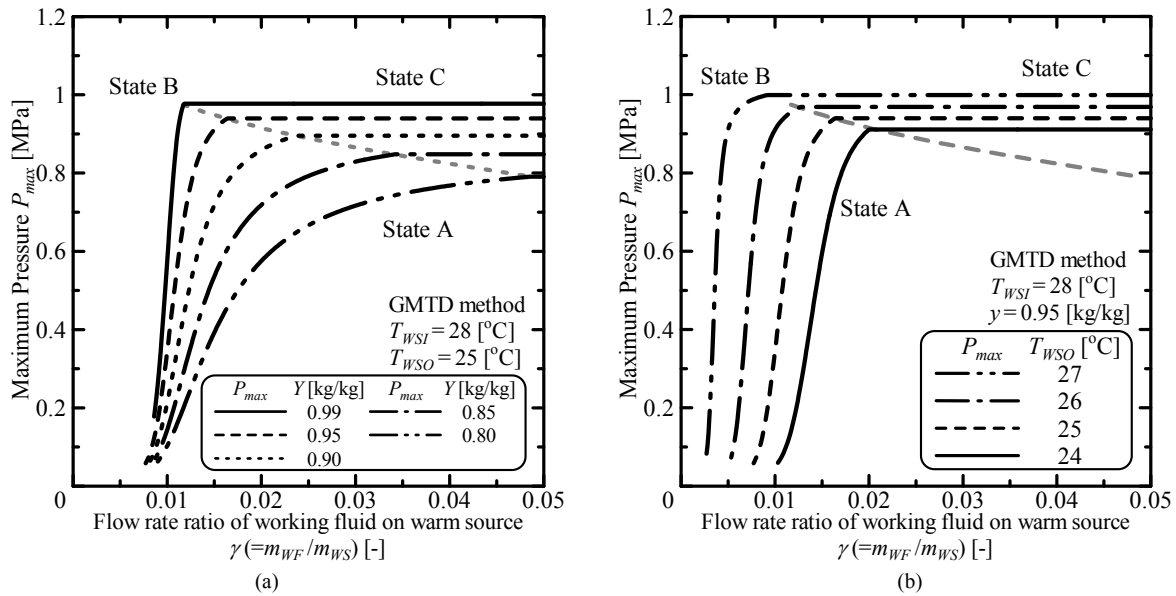 1.2
1
0.8
0.6
0.4
0.2
0
0.01
0.02
0.03
0.04
0.05
Maximum Pressure Pmax [MPa]
State B
State C
State A
GMTD method
TWSI = 28 [oC]
TWSO = 25 [oC]
Pmax Y [kg/kg] Pmax Y [kg/kg]
0.99 0.85
0.95 0.80
0.90
Flow rate ratio of working fluid on warm source
γ (=mWF /mWS) [-]
(a)
1.2
1
0.8
0.6
0.4
0.2
0
0.01
0.02
0.03
0.04
0.05
Maximum Pressure Pmax [MPa]
State B
State C
State A
GMTD method
TWSI = 28 [oC]
y = 0.95 [kg/kg]
Pmax TWSO [oC]
27
26
25
24
Flow rate ratio of working fluid on warm source
γ (=mWF /mWS) [-]
(b)